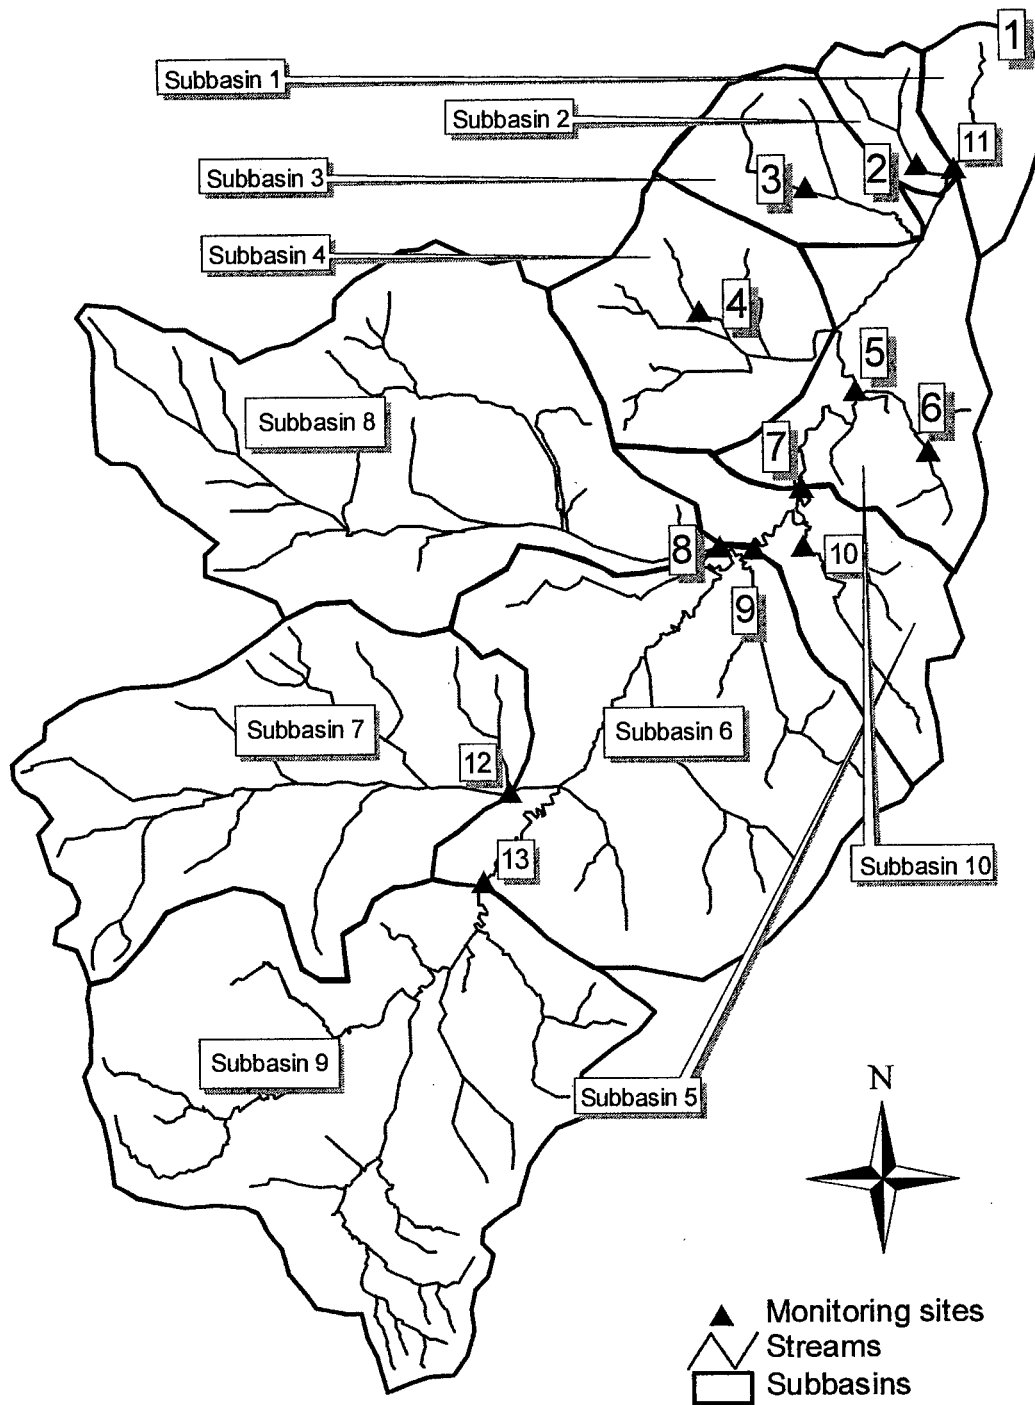 1
Subbasin 1
Subbasin 2
11
Subbasin 3
3
2
Subbasin 4
4
5
Subbasin 8
6
7
8
10
9
Subbasin 7
Subbasin 6
12
13
Subbasin 10
Subbasin 9
Subbasin 5
N
Monitoring sites
Streams
Subbasins